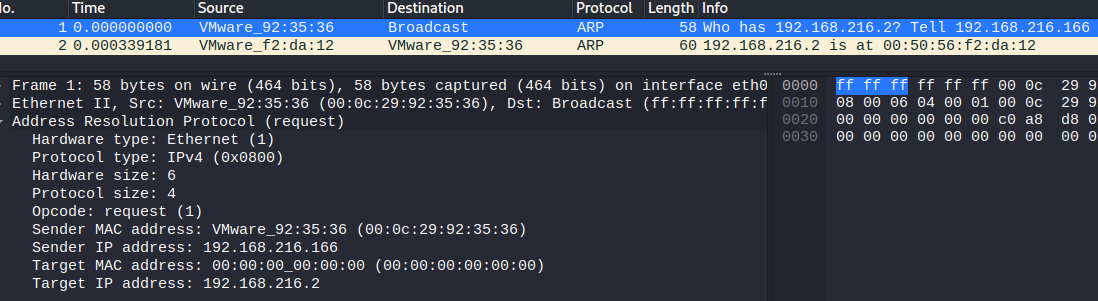 No. Time Source Destination Protocol Length Info
1 0.000000000 VMware_92:35:36 Broadcast ARP 58 Who has 192.168.216.2? Tell 192.168.216.166
2 0.000339181 VMware_f2:da:12 VMware_92:35:36 ARP 60 192.168.216.2 is at 00:50:56:f2:da:12
Frame 1: 58 bytes on wire (464 bits), 58 bytes captured (464 bits) on interface eth0
Ethernet II, Src: VMware_92:35:36 (00:0c:29:92:35:36), Dst: Broadcast (ff:ff:ff:ff:f
Address Resolution Protocol (request)
Hardware type: Ethernet (1)
Protocol type: IPv4 (0x0800)
Hardware size: 6
Protocol size: 4
Opcode: request (1)
Sender MAC address: VMware_92:35:36 (00:0c:29:92:35:36)
Sender IP address: 192.168.216.166
Target MAC address: 00:00:00_00:00:00 (00:00:00:00:00:00)
Target IP address: 192.168.216.2
0000 ff ff ff ff ff ff 00 0c 29 9
0010 08 00 06 04 00 01 00 0c 29 9
0020 00 00 00 00 00 00 c0 a8 d8 0
0030 00 00 00 00 00 00 00 00 00 0